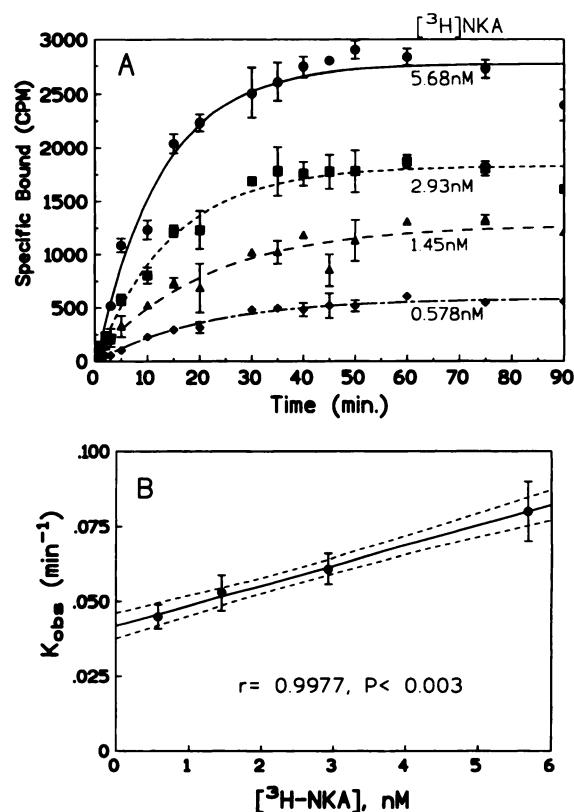 [³H]NKA
A
3000
2500
2000
1500
1000
500
0
Specific Bound (CPM)
5.68nM
2.93nM
1.45nM
0.578nM
0 10 20 30 40 50 60 70 80 90
Time (min.)
B
.100
.075
.050
.025
0
K_obs (min⁻¹)
r= 0.9977, P< 0.003
0 1 2 3 4 5 6
[³H-NKA], nM